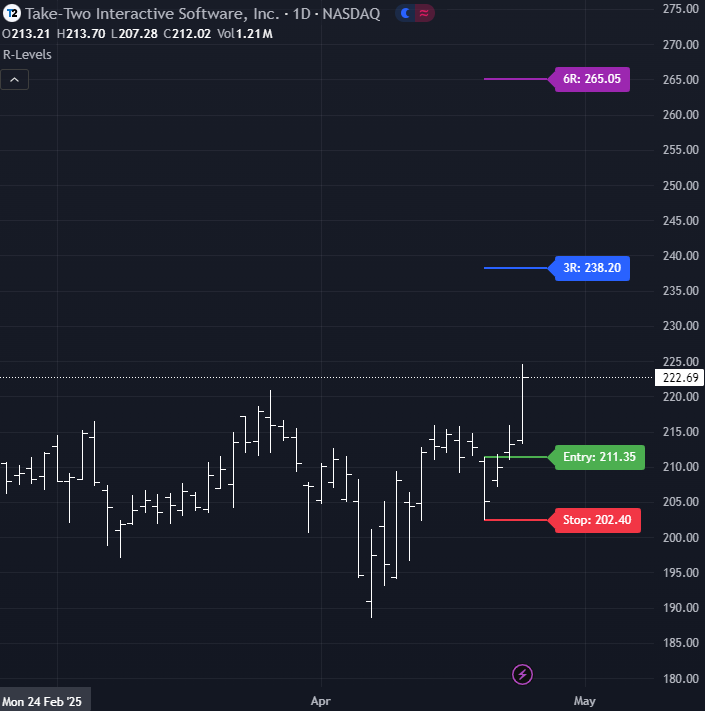 T2 Take-Two Interactive Software, Inc. · 1D · NASDAQ
O213.21 H213.70 L207.28 C212.02 Vol1.21M
R-Levels
275.00
270.00
6R: 265.05
265.00
260.00
255.00
250.00
245.00
240.00
3R: 238.20
235.00
230.00
225.00
222.69
220.00
215.00
Entry: 211.35
210.00
205.00
Stop: 202.40
200.00
195.00
190.00
185.00
180.00
Mon 24 Feb '25
Apr
May